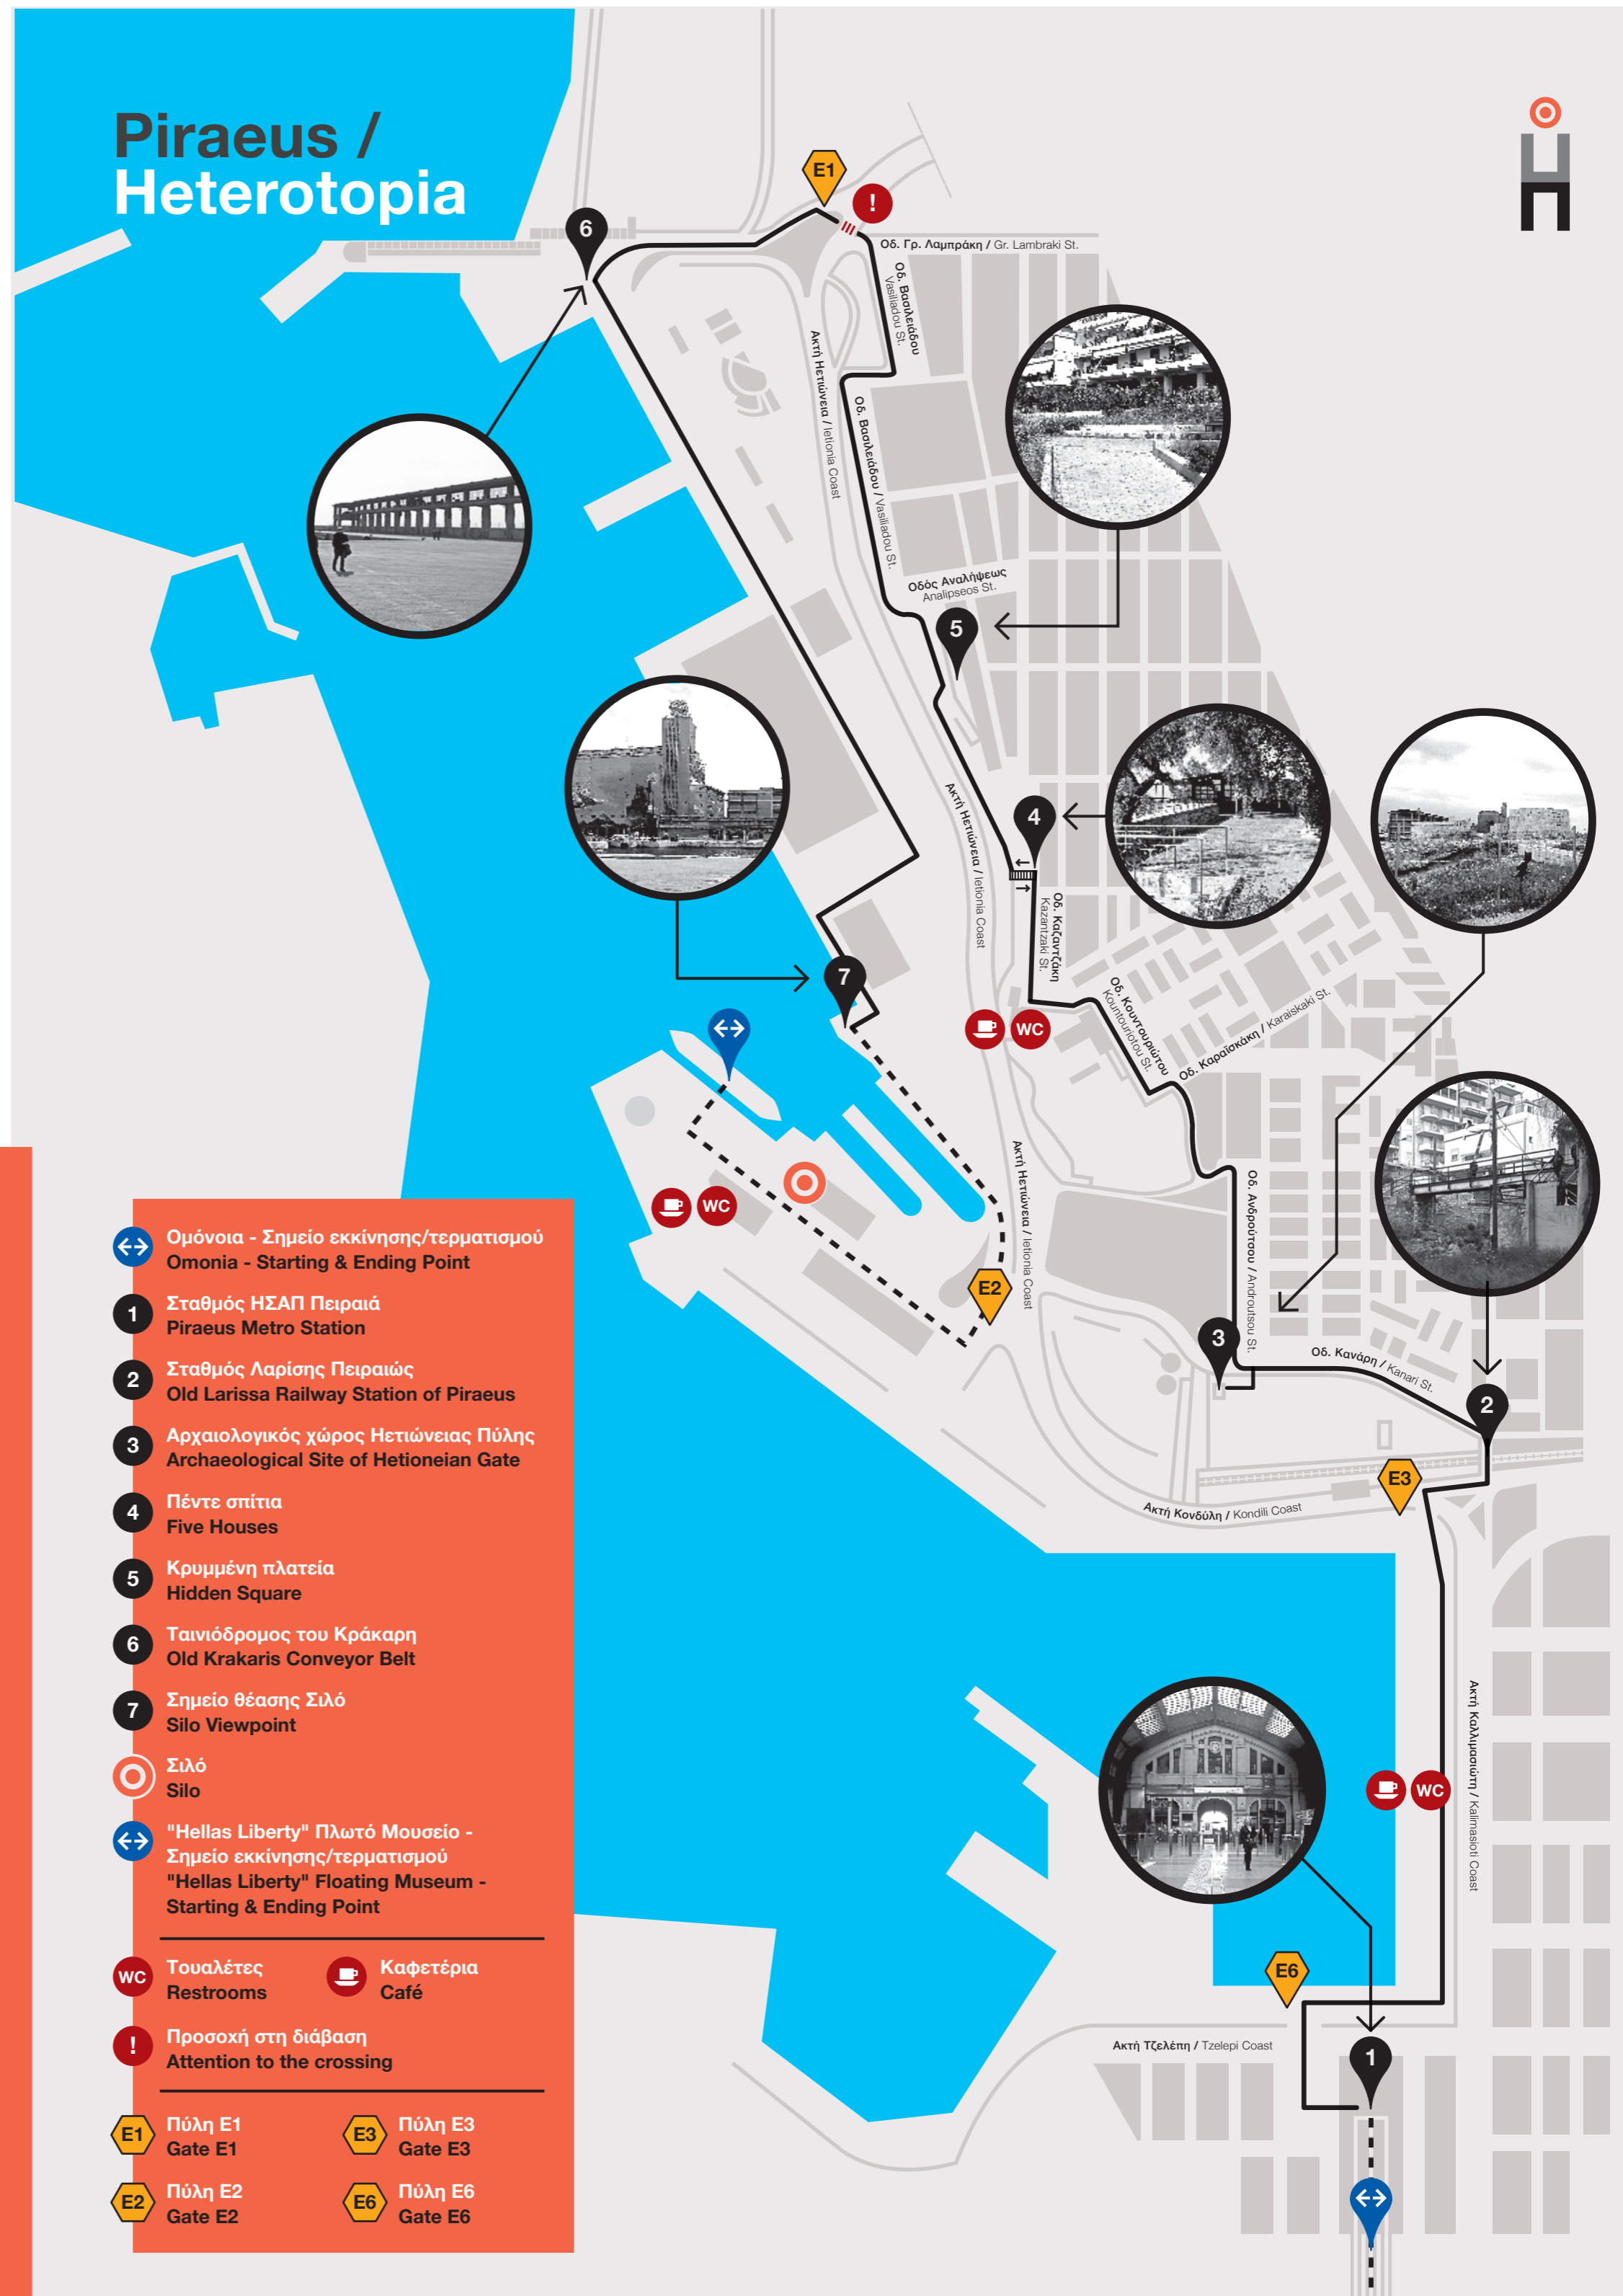 Piraeus /
Heterotopia
E1
!
6
Οδ. Γρ. Λαμπράκη / Gr. Lambraki St.
Οδ. Βασιλειάδου
Vasiliadou St.
Ακτή Ηετιώνεια / Ietionia Coast
Οδ. Βασιλειάδου / Vasiliadou St.
Οδός Αναλήψεως
Analipseos St.
5
Ακτή Ηετιώνεια / Ietionia Coast
4
Οδ. Καζαντζάκη
Kazantzaki St.
7
WC
Οδ. Κουντουριώτου
Kountouriotou St.
Οδ. Καραϊσκάκη / Karaiskaki St.
Ακτή Ηετιώνεια / Ietionia Coast
WC
Οδ. Ανδρούτσου / Androutsou St.
E2
3
Οδ. Κανάρη / Kanari St.
2
E3
Ακτή Κονδύλη / Kondili Coast
Ακτή Καλλιμασιώτη / Kalimasioti Coast
WC
E6
Ακτή Τζελέπη / Tzelepi Coast
1
Ομόνοια - Σημείο εκκίνησης/τερματισμού
Omonia - Starting & Ending Point
1
Σταθμός ΗΣΑΠ Πειραιά
Piraeus Metro Station
2
Σταθμός Λαρίσης Πειραιώς
Old Larissa Railway Station of Piraeus
3
Αρχαιολογικός χώρος Ηετιώνειας Πύλης
Archaeological Site of Hetioneian Gate
4
Πέντε σπίτια
Five Houses
5
Κρυμμένη πλατεία
Hidden Square
6
Ταινιόδρομος του Κράκαρη
Old Krakaris Conveyor Belt
7
Σημείο θέασης Σιλό
Silo Viewpoint
Σιλό
Silo
"Hellas Liberty" Πλωτό Μουσείο -
Σημείο εκκίνησης/τερματισμού
"Hellas Liberty" Floating Museum -
Starting & Ending Point
WC
Τουαλέτες
Restrooms
Καφετέρια
Café
!
Προσοχή στη διάβαση
Attention to the crossing
E1
Πύλη E1
Gate E1
E3
Πύλη E3
Gate E3
E2
Πύλη E2
Gate E2
E6
Πύλη E6
Gate E6